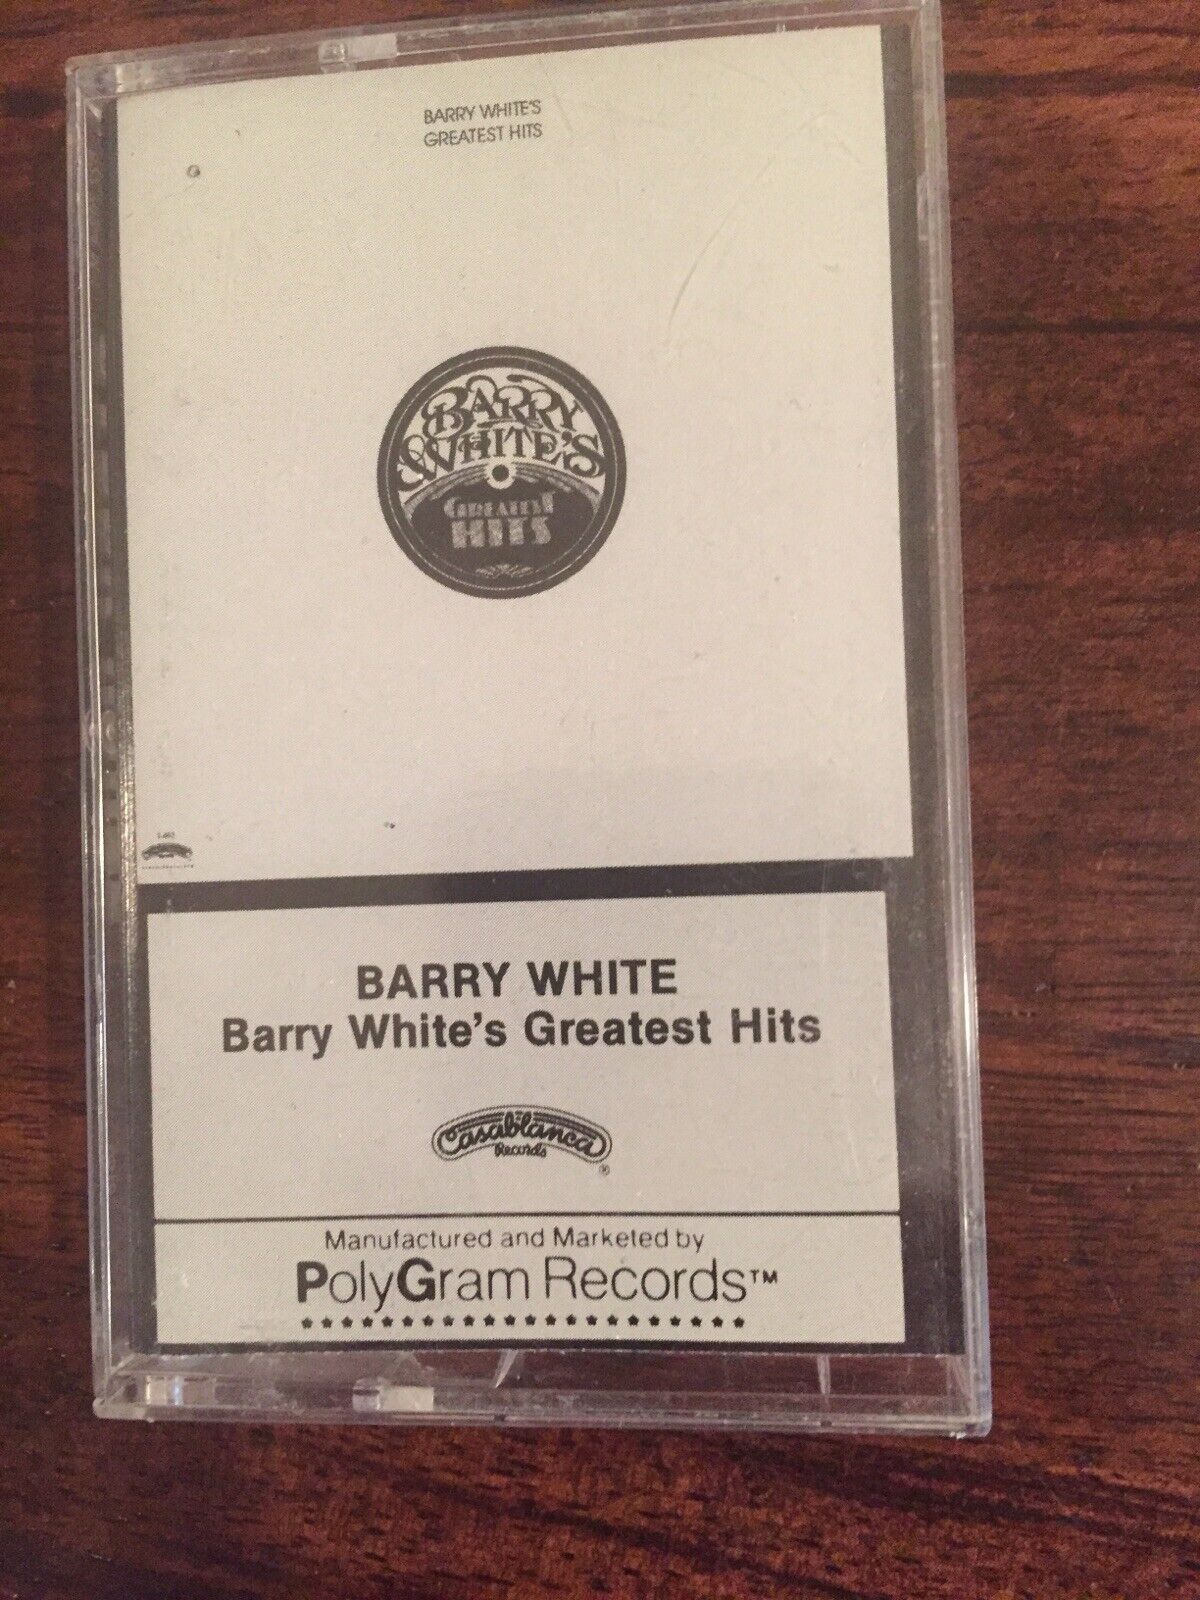 BARRY WHITE'S
GREATEST HITS
BARRY
WHITE'S
GREATEST
HITS
BARRY WHITE
Barry White's Greatest Hits
Casablanca
Records
®
Manufactured and Marketed by
PolyGram Records™